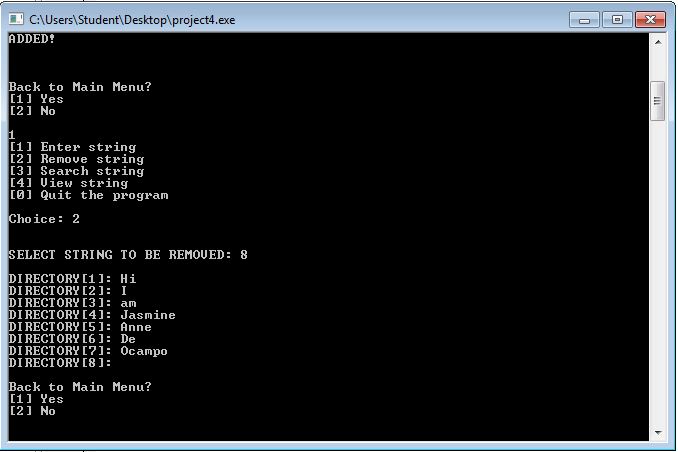 C:\Users\Student\Desktop\project4.exe
ADDED!
Back to Main Menu?
[1] Yes
[2] No
1
[1] Enter string
[2] Remove string
[3] Search string
[4] View string
[0] Quit the program
Choice: 2
SELECT STRING TO BE REMOVED: 8
DIRECTORY[1]: Hi
DIRECTORY[2]: I
DIRECTORY[3]: am
DIRECTORY[4]: Jasmine
DIRECTORY[5]: Anne
DIRECTORY[6]: De
DIRECTORY[7]: Ocampo
DIRECTORY[8]:
Back to Main Menu?
[1] Yes
[2] No